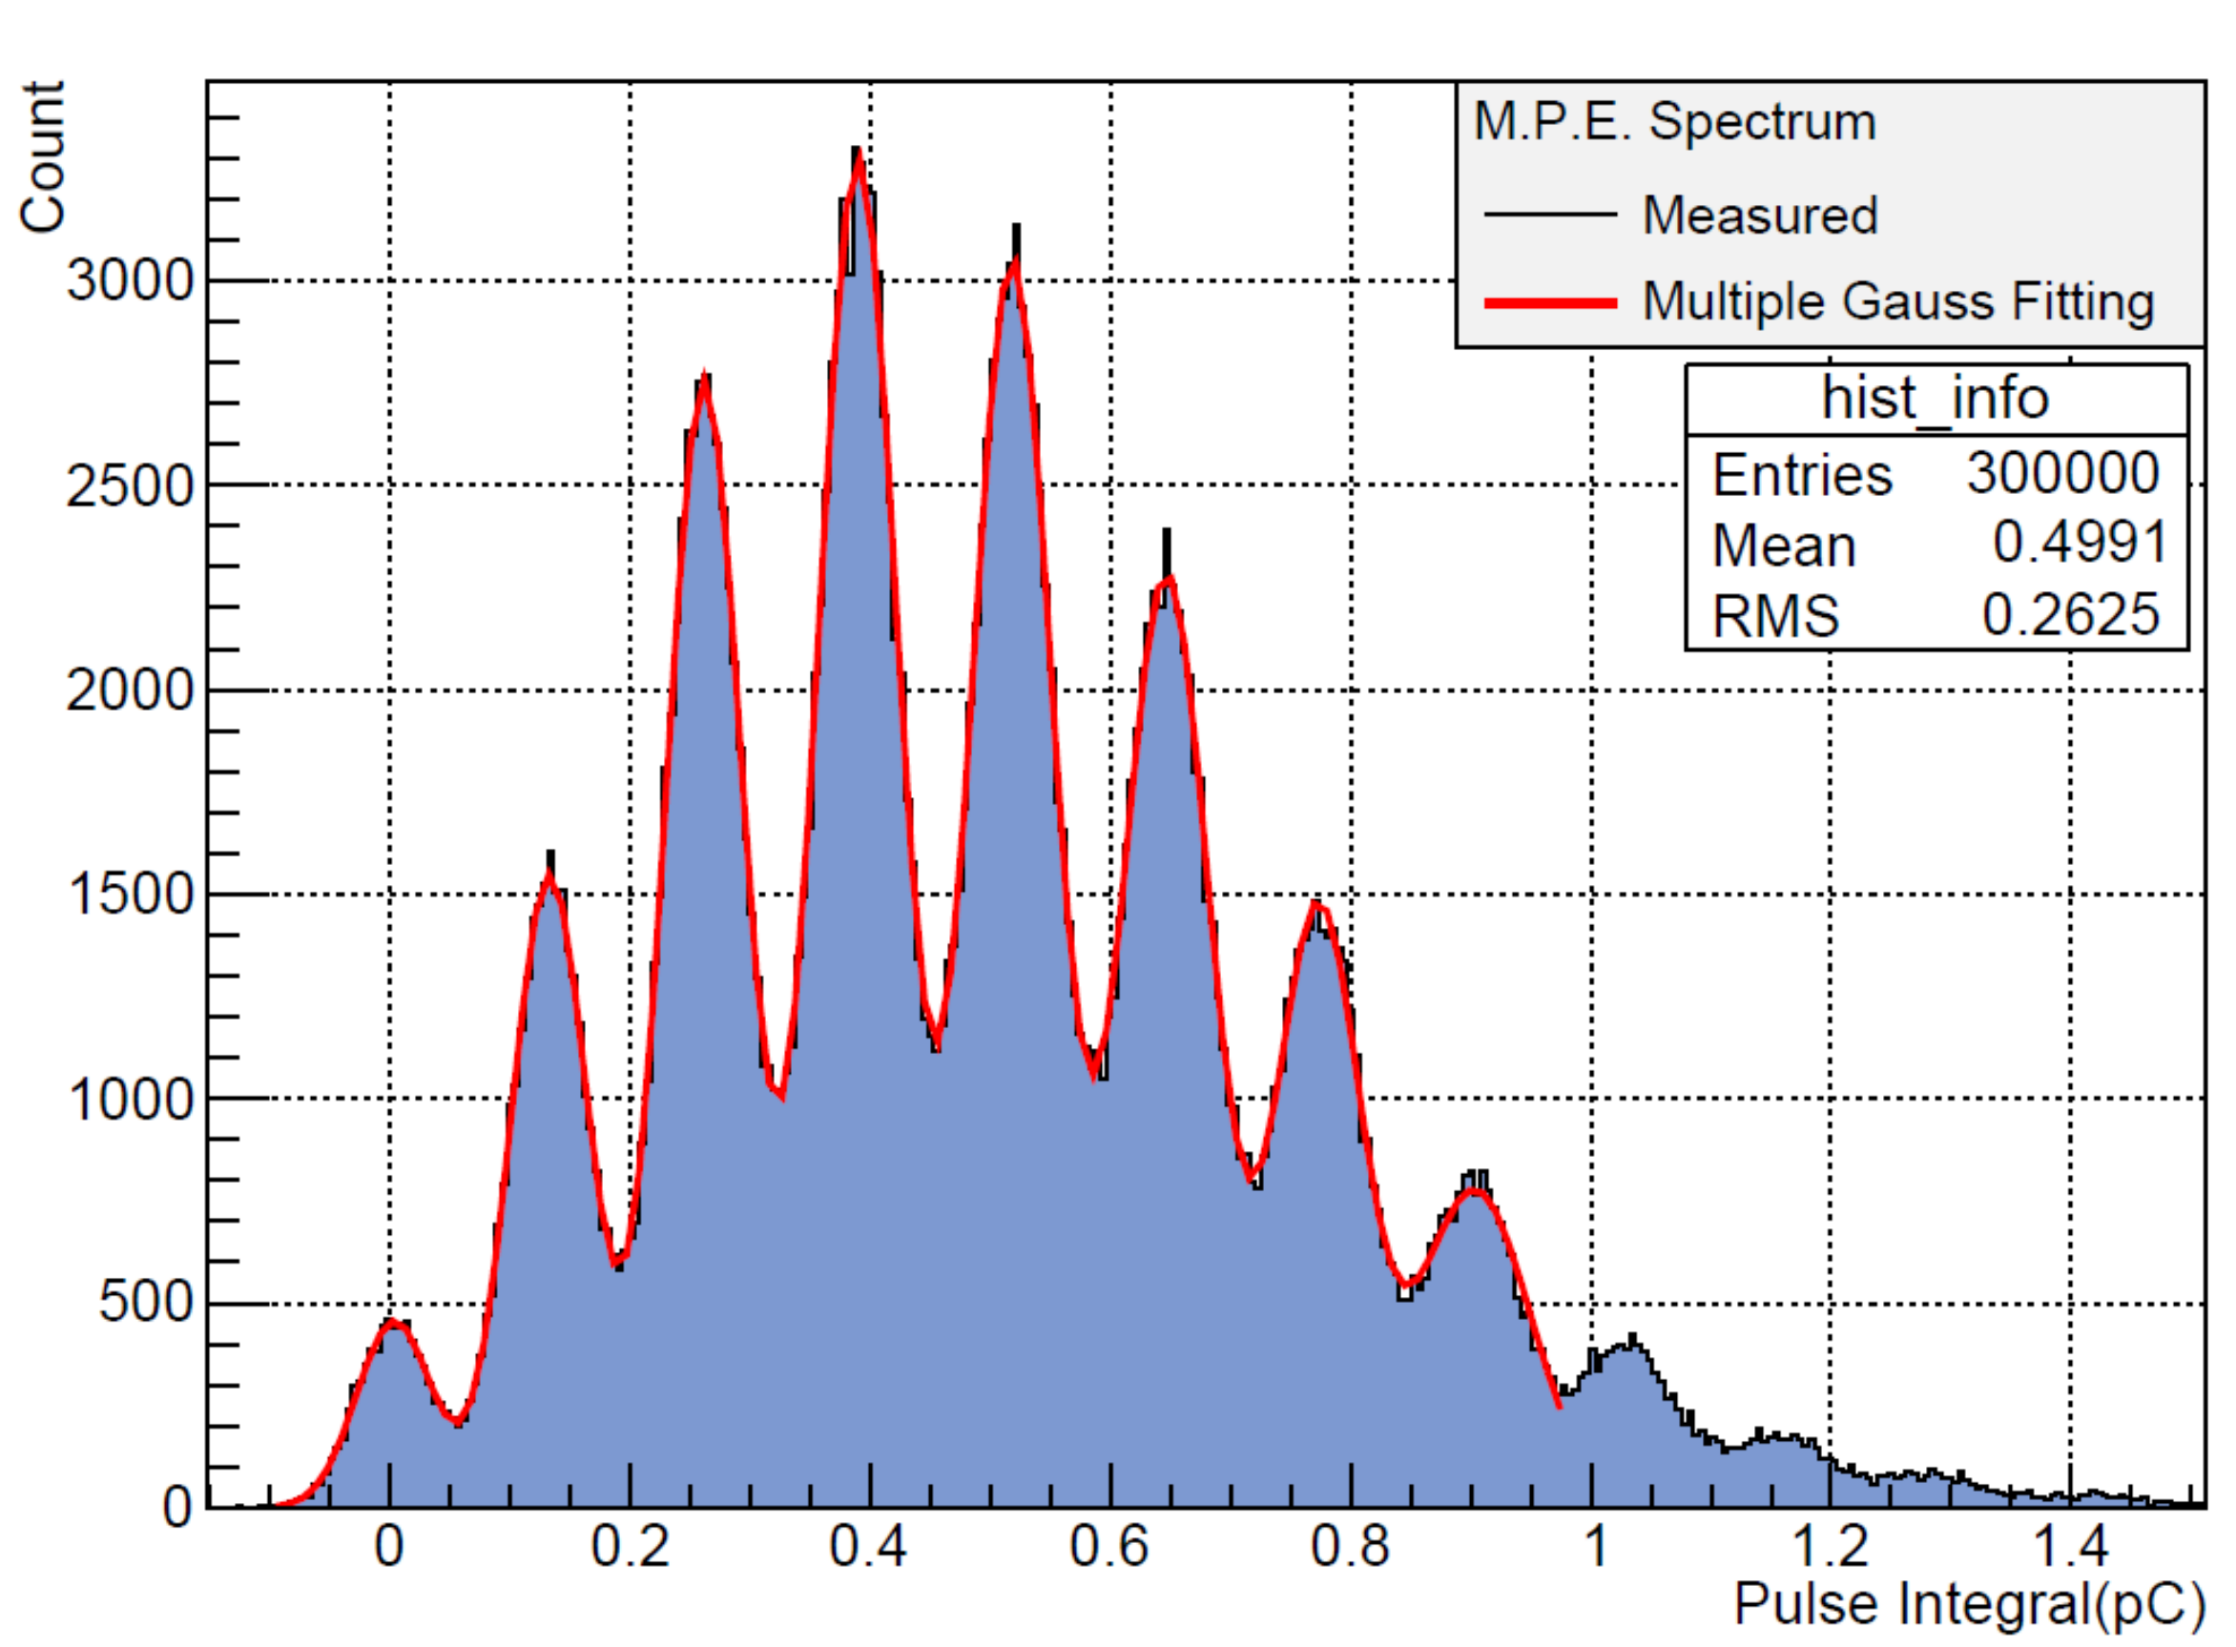 Count
M.P.E. Spectrum
Measured
Multiple Gauss Fitting
hist_info
Entries 300000
Mean 0.4991
RMS 0.2625
3000
2500
2000
1500
1000
500
0
0 0.2 0.4 0.6 0.8 1 1.2 1.4
Pulse Integral(pC)